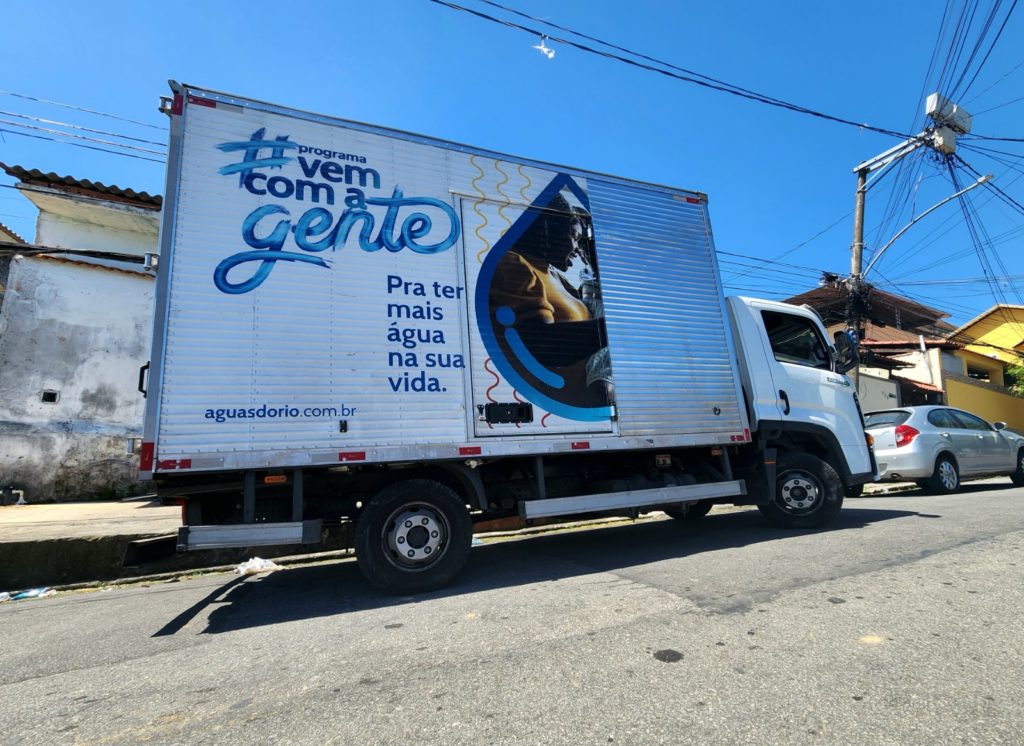 #
programa
vem
com a
gente
Pra ter
mais
água
na sua
vida.
aguasdorio.com.br